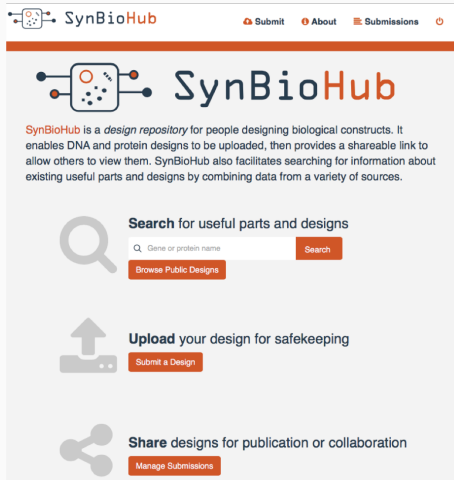 SynBioHub Submit About Submissions
SynBioHub
SynBioHub is a design repository for people designing biological constructs. It
enables DNA and protein designs to be uploaded, then provides a shareable link to
allow others to view them. SynBioHub also facilitates searching for information about
existing useful parts and designs by combining data from a variety of sources.
Search for useful parts and designs
Gene or protein name Search
Browse Public Designs
Upload your design for safekeeping
Submit a Design
Share designs for publication or collaboration
Manage Submissions